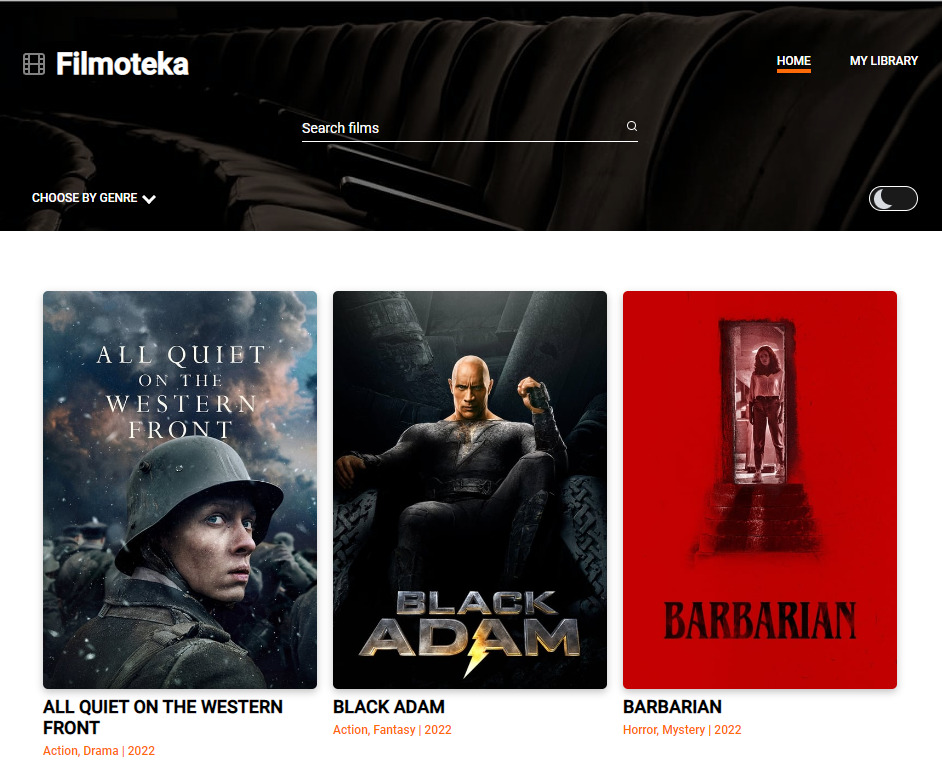 Filmoteka
HOME
MY LIBRARY
Search films
CHOOSE BY GENRE
ALL QUIET
ON THE
WESTERN
FRONT
BLACK
ADAM
BARBARIAN
ALL QUIET ON THE WESTERN
FRONT
Action, Drama | 2022
BLACK ADAM
Action, Fantasy | 2022
BARBARIAN
Horror, Mystery | 2022